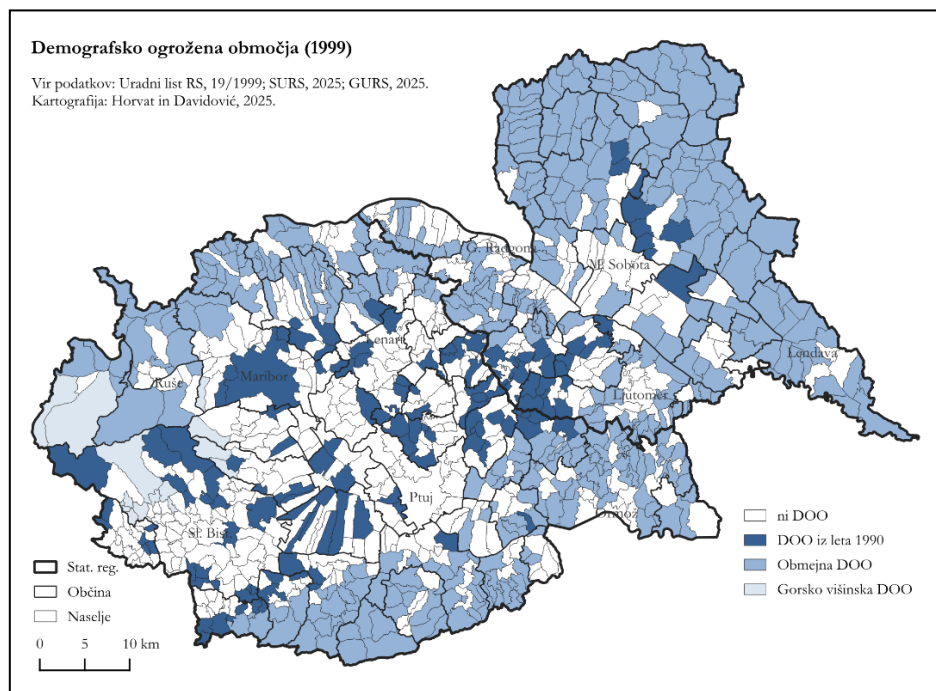 Demografsko ogrožena območja (1999)
Vir podatkov: Uradni list RS, 19/1999; SURS, 2025; GURS, 2025.
Kartografija: Horvat in Davidović, 2025.
G. Radgona
M. Sobota
Lenart
Lendava
Ruše
Maribor
Ljutomer
Ptuj
Ormož
Sl. Bist.
ni DOO
DOO iz leta 1990
Obmejna DOO
Gorsko višinska DOO
Stat. reg.
Občina
Naselje
0 5 10 km